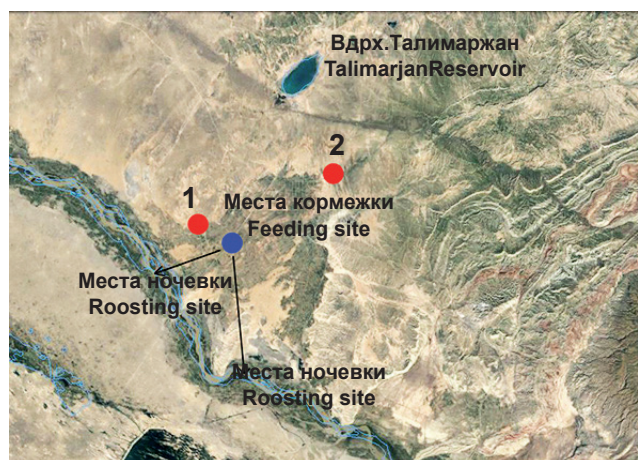 Вдрх.Талимаржан
TalimarjanReservoir
2
1
Места кормежки
Feeding site
Места ночевки
Roosting site
Места ночевки
Roosting site